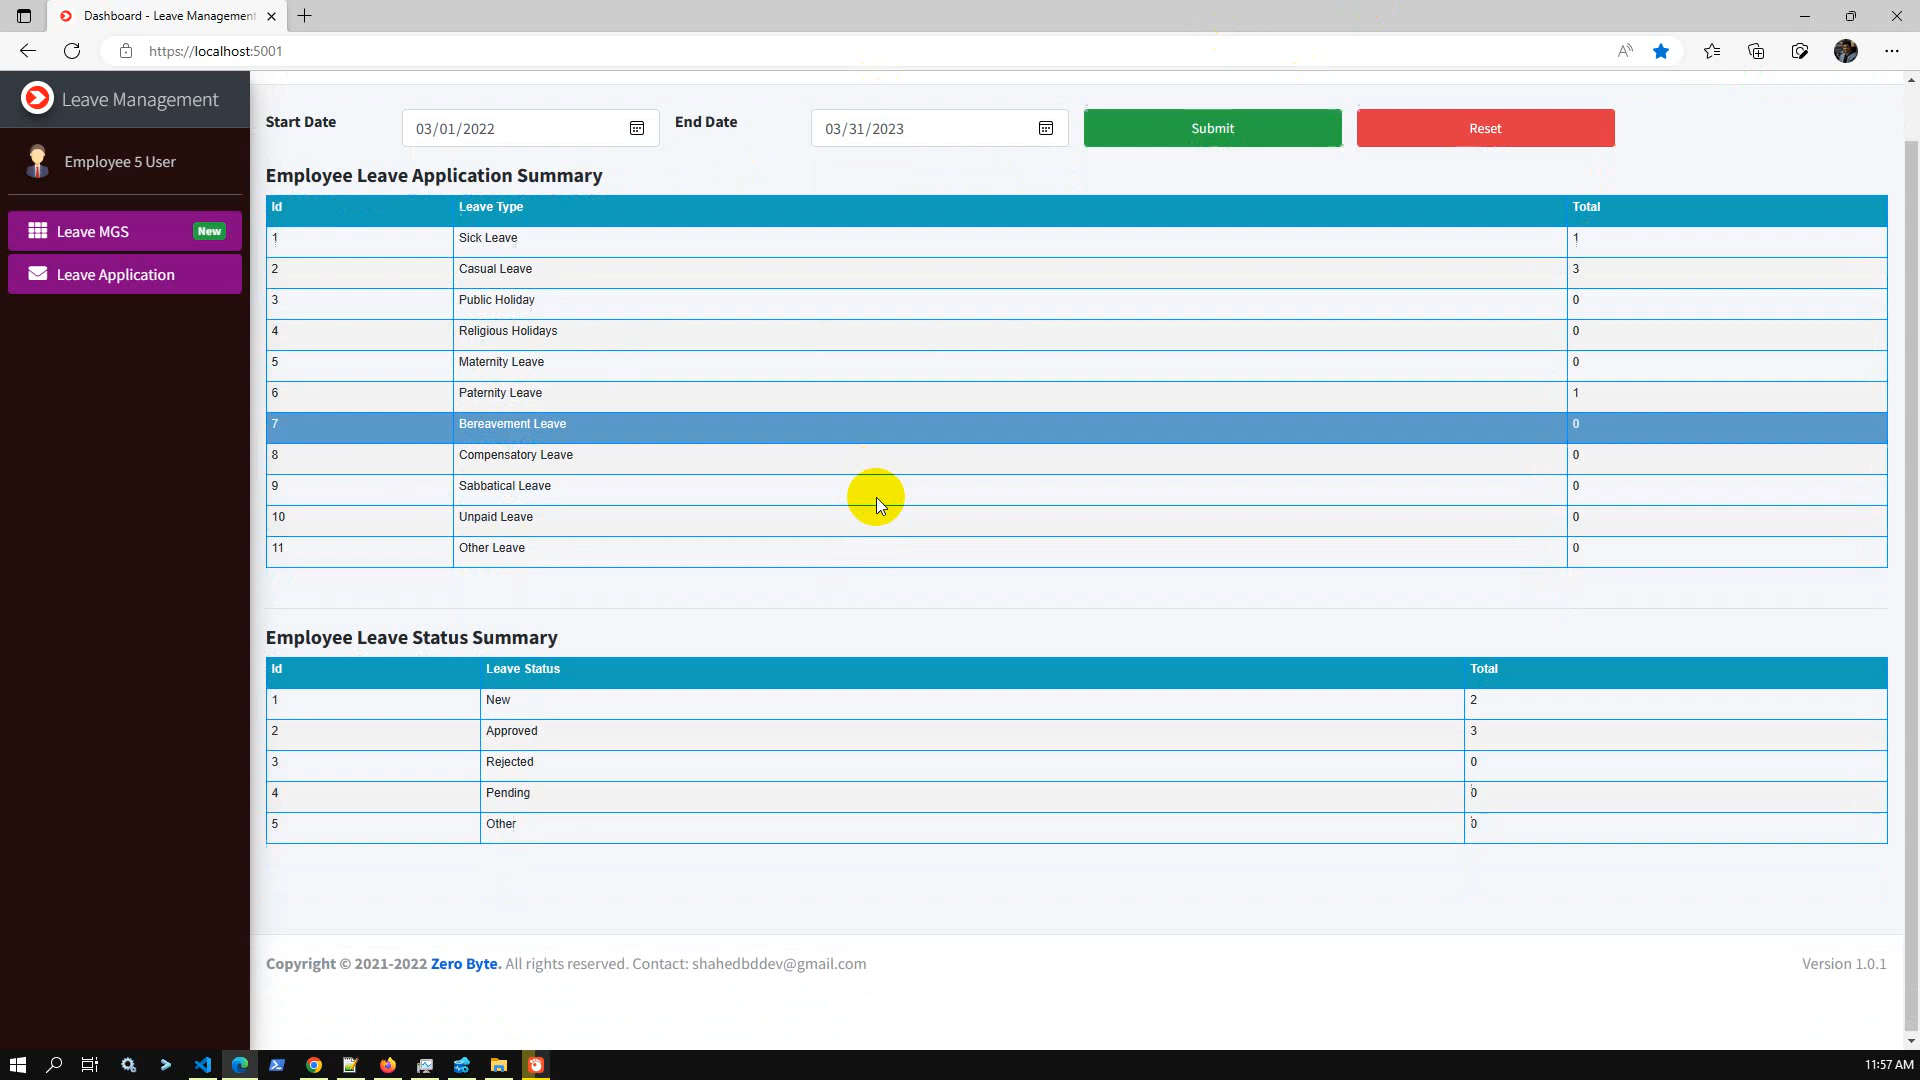 Dashboard - Leave Management
https://localhost:5001
Leave Management
Employee 5 User
Leave MGS New
Leave Application
Start Date 03/01/2022 End Date 03/31/2023 Submit Reset
Employee Leave Application Summary
Id Leave Type Total
1 Sick Leave 1
2 Casual Leave 3
3 Public Holiday 0
4 Religious Holidays 0
5 Maternity Leave 0
6 Paternity Leave 1
7 Bereavement Leave 0
8 Compensatory Leave 0
9 Sabbatical Leave 0
10 Unpaid Leave 0
11 Other Leave 0
Employee Leave Status Summary
Id Leave Status Total
1 New 2
2 Approved 3
3 Rejected 0
4 Pending 0
5 Other 0
Copyright © 2021-2022 Zero Byte. All rights reserved. Contact: shahedbddev@gmail.com Version 1.0.1
11:57 AM